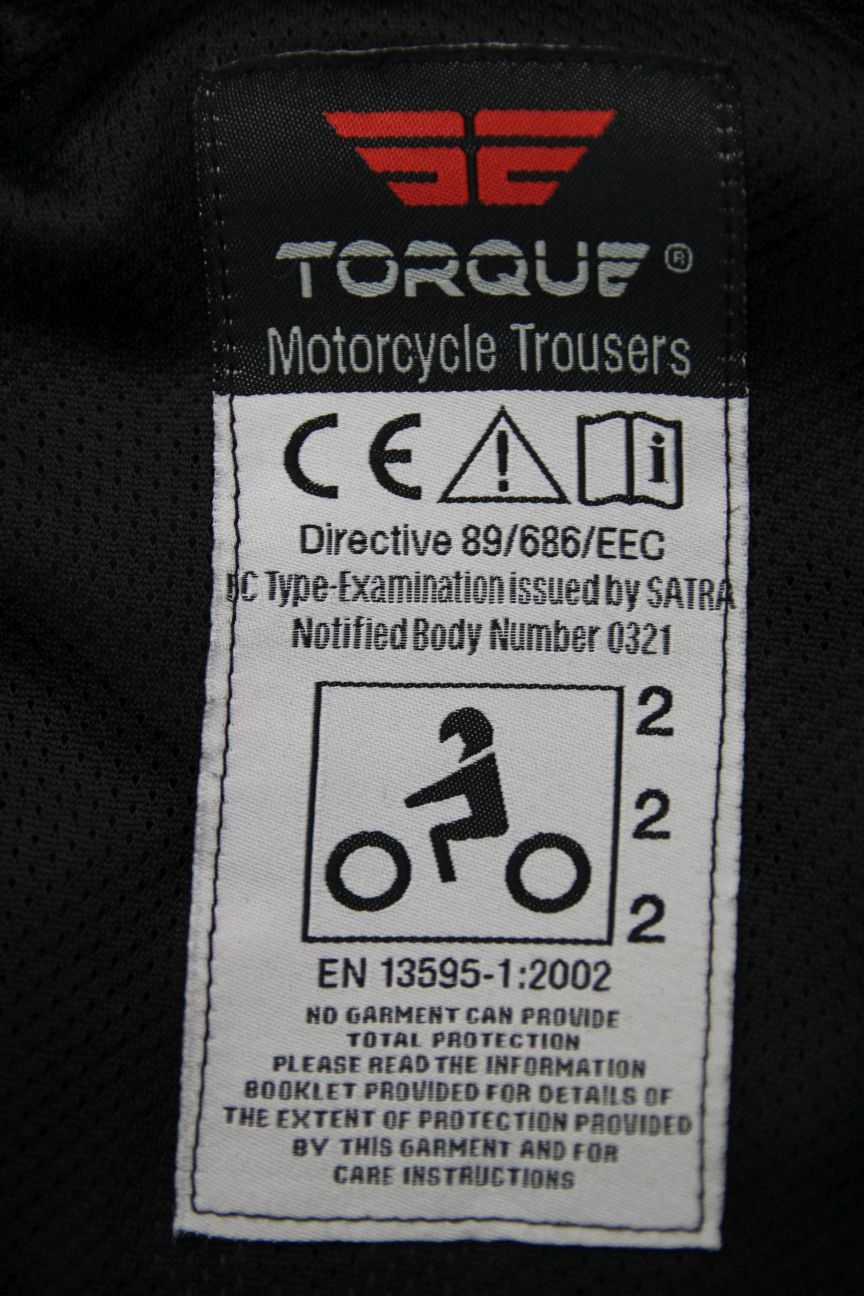 TORQUE ®
Motorcycle Trousers
CE
i
Directive 89/686/EEC
EC Type-Examination issued by SATRA
Notified Body Number 0321
2
2
2
EN 13595-1:2002
NO GARMENT CAN PROVIDE
TOTAL PROTECTION
PLEASE READ THE INFORMATION
BOOKLET PROVIDED FOR DETAILS OF
THE EXTENT OF PROTECTION PROVIDED
BY THIS GARMENT AND FOR
CARE INSTRUCTIONS